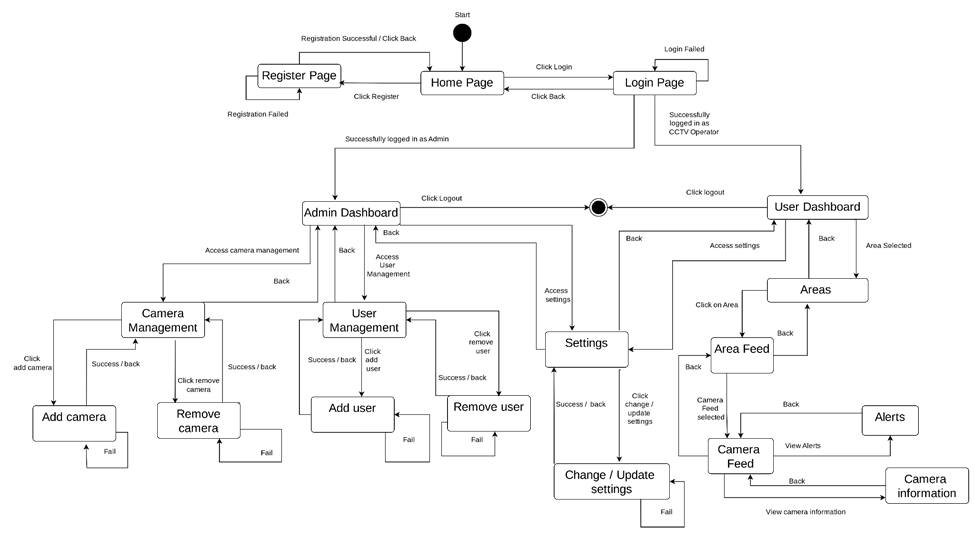 Start
Registration Successful / Click Back
Login Failed
Register Page
Home Page
Click Login
Login Page
Click Register
Click Back
Registration Failed
Successfully
logged in as
CCTV Operator
Successfully logged in as Admin
Admin Dashboard
Click Logout
Click logout
User Dashboard
Back
Access camera management
Back
Access
User
Management
Back
Access settings
Back
Area Selected
Back
Access
settings
Areas
Click on Area
Camera
Management
User
Management
Settings
Back
Area Feed
Click
add camera
Success / back
Click remove
camera
Success / back
Success / back
Click
add
user
Click
remove
user
Success / back
Back
Add camera
Remove
camera
Add user
Remove user
Success / back
Click
change /
update
settings
Camera
Feed
selected
Back
Alerts
Fail
Fail
Fail
Fail
View Alerts
Camera
Feed
Change / Update
settings
Back
Camera
information
Fail
View camera information